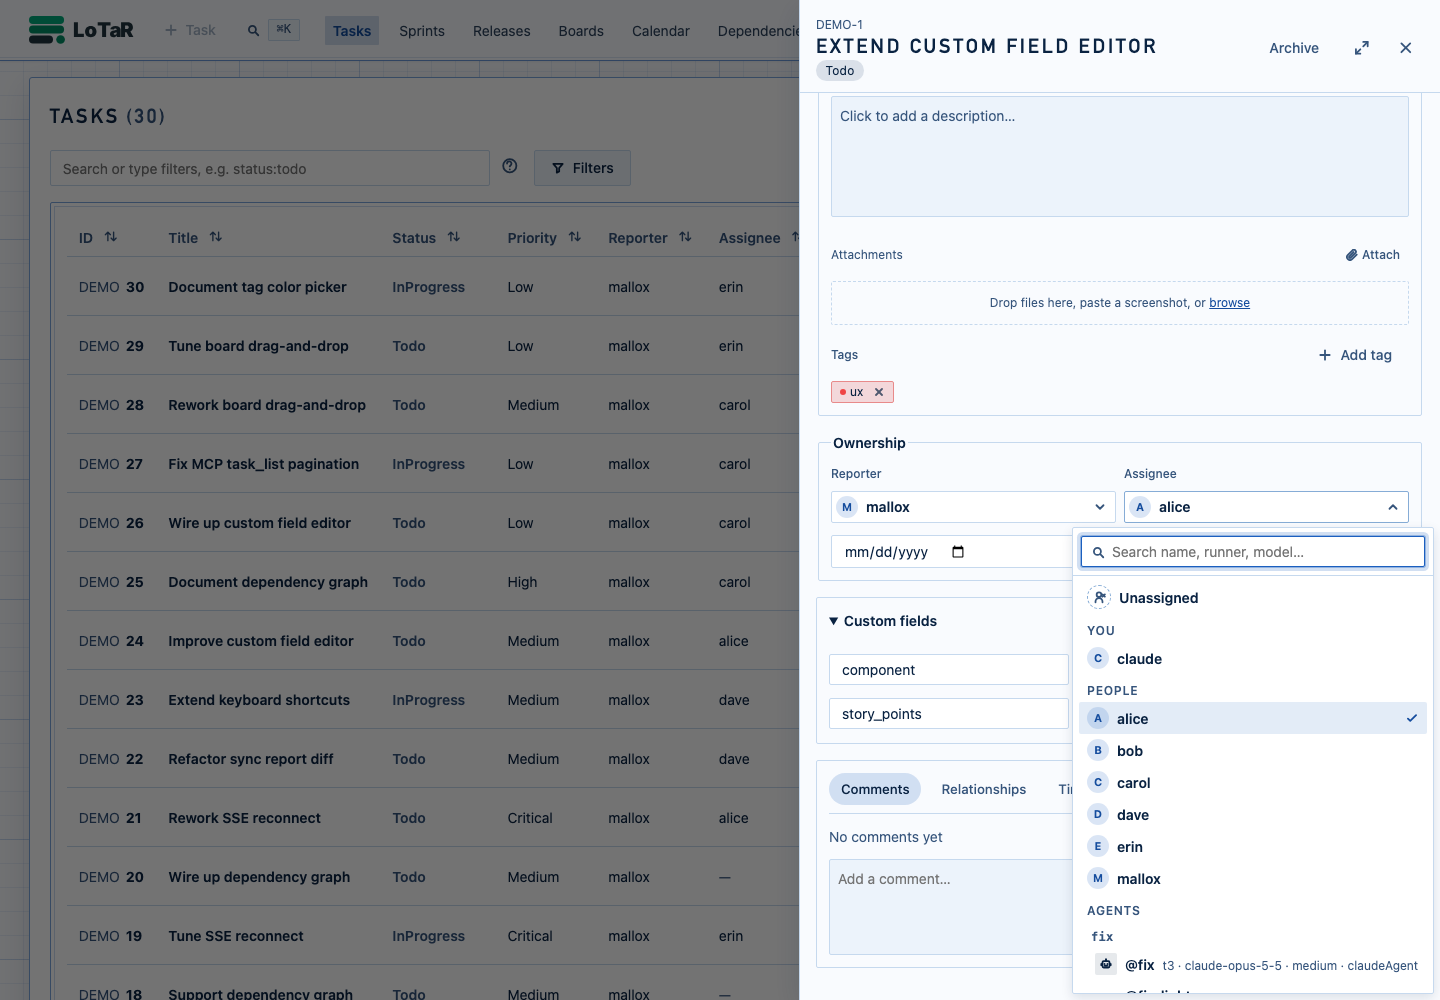 LoTaR
Task
⌘K
Tasks
Sprints
Releases
Boards
Calendar
TASKS (30)
Search or type filters, e.g. status:todo
Filters
ID Title Status Priority Reporter Assignee
DEMO 30 Document tag color picker InProgress Low mallox erin
DEMO 29 Tune board drag-and-drop Todo Low mallox erin
DEMO 28 Rework board drag-and-drop Todo Medium mallox carol
DEMO 27 Fix MCP task_list pagination InProgress Low mallox carol
DEMO 26 Wire up custom field editor Todo Low mallox carol
DEMO 25 Document dependency graph Todo High mallox carol
DEMO 24 Improve custom field editor Todo Medium mallox alice
DEMO 23 Extend keyboard shortcuts InProgress Medium mallox dave
DEMO 22 Refactor sync report diff Todo Medium mallox dave
DEMO 21 Rework SSE reconnect Todo Critical mallox alice
DEMO 20 Wire up dependency graph Todo Medium mallox —
DEMO 19 Tune SSE reconnect InProgress Critical mallox erin
DEMO 18 Support dependency graph Todo Medium mallox —
DEMO-1
EXTEND CUSTOM FIELD EDITOR
Todo
Archive
Click to add a description...
Attachments
Attach
Drop files here, paste a screenshot, or browse
Tags
Add tag
ux
Ownership
Reporter
Assignee
M mallox
A alice
mm/dd/yyyy
Custom fields
component
story_points
Comments
Relationships
No comments yet
Add a comment...
Search name, runner, model...
Unassigned
YOU
C claude
PEOPLE
A alice
B bob
C carol
D dave
E erin
M mallox
AGENTS
fix
@fix t3 · claude-opus-5-5 · medium · claudeAgent